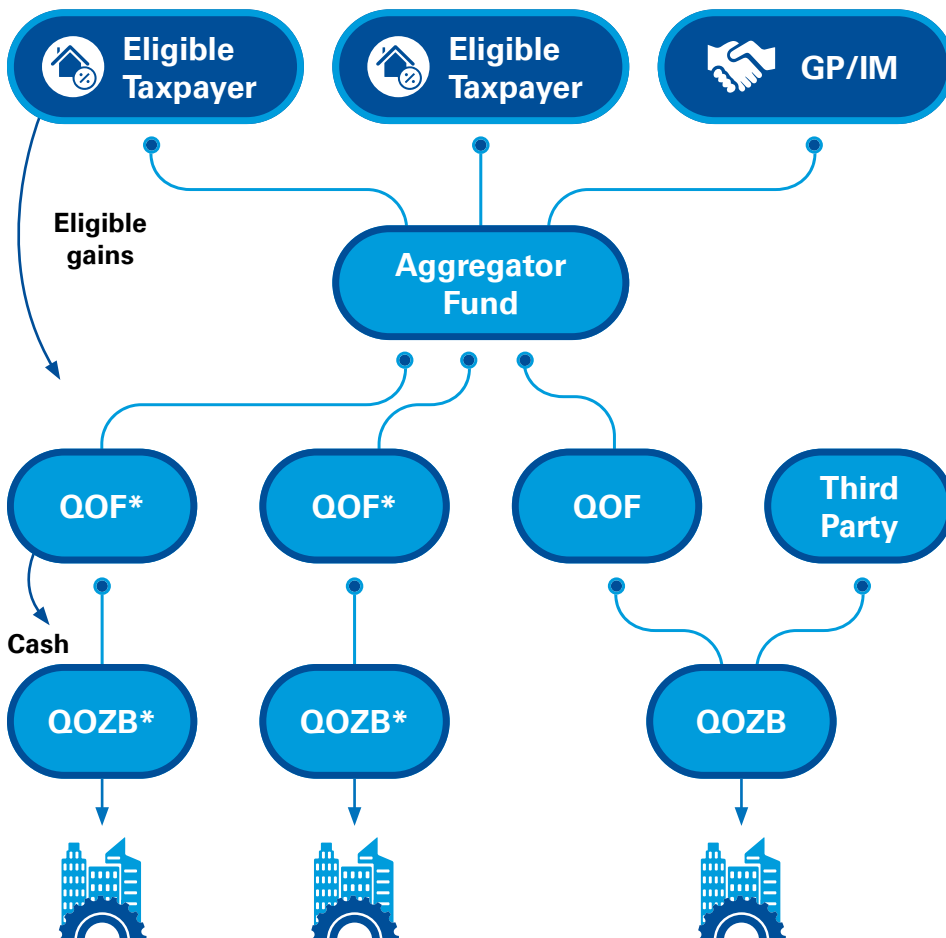 Eligible
Taxpayer
Eligible
Taxpayer
GP/IM
Eligible
gains
Aggregator
Fund
QOF*
QOF*
QOF
Third
Party
Cash
QOZB*
QOZB*
QOZB